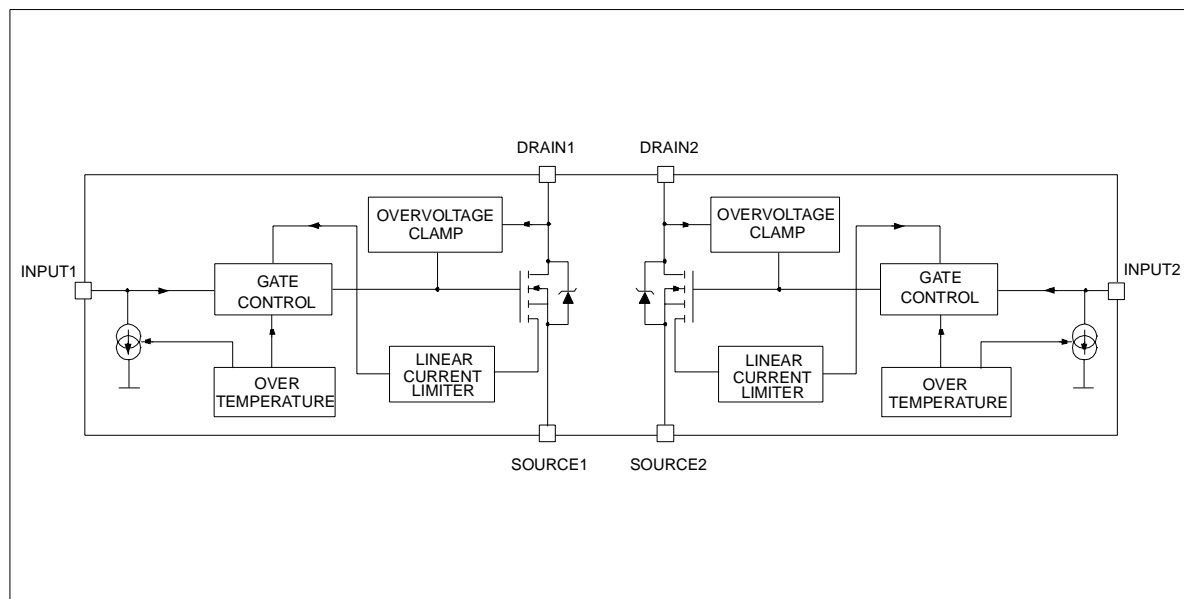 DRAIN1
DRAIN2
OVERVOLTAGE
CLAMP
OVERVOLTAGE
CLAMP
INPUT1
GATE
CONTROL
GATE
CONTROL
INPUT2
LINEAR
CURRENT
LIMITER
LINEAR
CURRENT
LIMITER
OVER
TEMPERATURE
OVER
TEMPERATURE
SOURCE1
SOURCE2